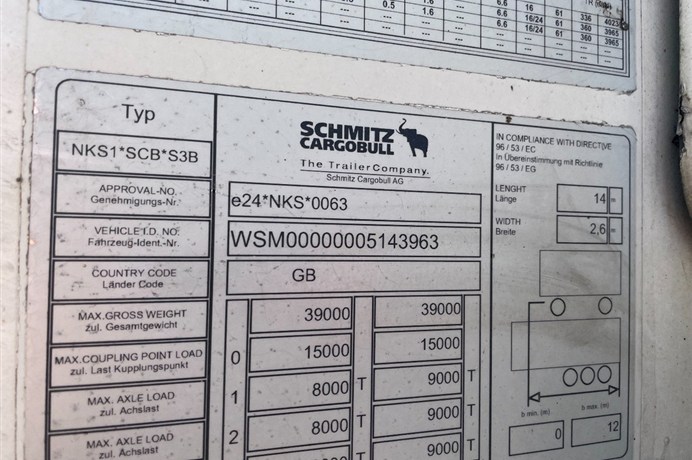 TR (Nm)
--- --- --- 6.6 16 61 336 4023
--- 0.5 1.6 --- --- 6.6 16/24 61 360 3965
--- --- --- --- --- 16/24 61 360 3965
Typ
NKS1*SCB*S3B
SCHMITZ
CARGOBULL
The TrailerCompany.
Schmitz Cargobull AG
IN COMPLIANCE WITH DIRECTIVE
96 / 53 / EC
in Übereinstimmung mit Richtlinie
96 / 53 / EG
APPROVAL-NO.
Genehmigungs-Nr.
e24*NKS*0063
LENGHT
Länge
14 m
VEHICLE I.D. NO.
Fahrzeug-Ident.-Nr.
WSM00000005143963
WIDTH
Breite
2,6 m
COUNTRY CODE
Länder Code
GB
MAX.GROSS WEIGHT
zul. Gesamtgewicht
39000 39000
MAX.COUPLING POINT LOAD
zul. Last Kupplungspunkt
0 15000 15000
MAX. AXLE LOAD
zul. Achslast
1 8000 T 9000 T
MAX. AXLE LOAD
zul. Achslast
2 8000 T 9000 T
9000 T
b min. (m)
b max. (m)
0
12